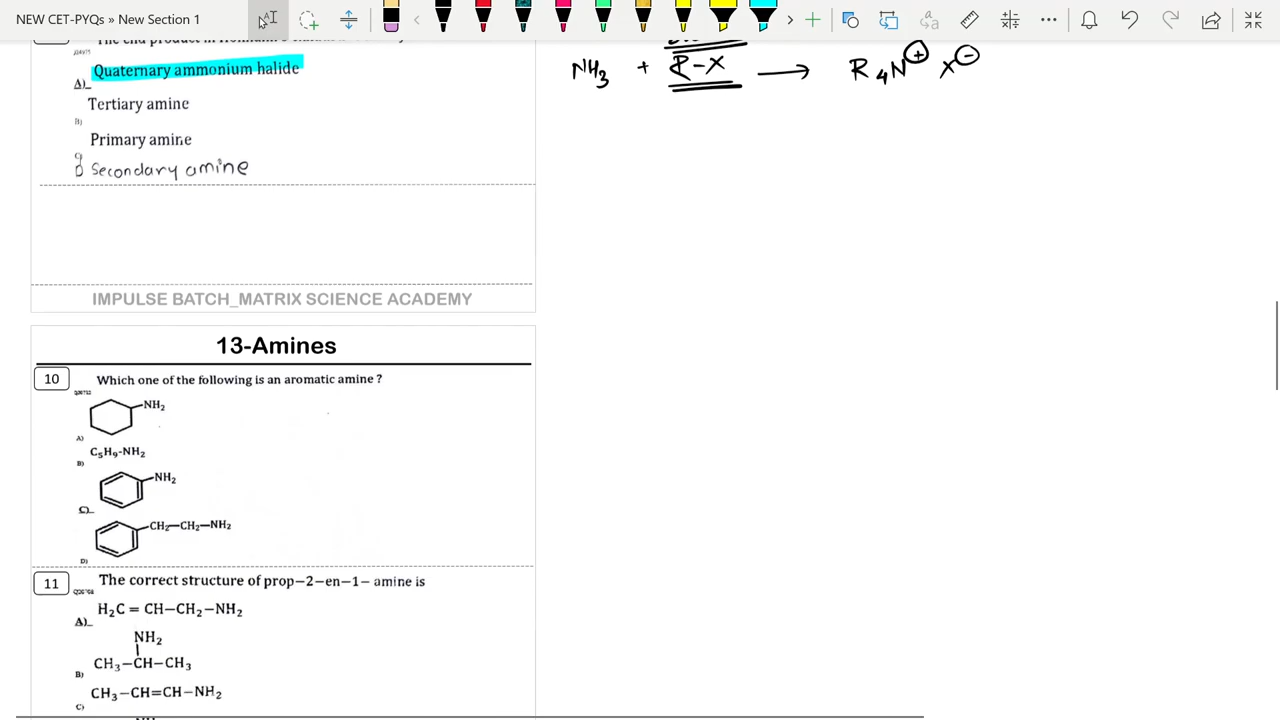 NEW CET-PYQs » New Section 1
Quaternary ammonium halide
A)
Tertiary amine
B)
Primary amine
C)
D Secondary amine
NH3 + R-X → R4N⊕ X⊖
IMPULSE BATCH_MATRIX SCIENCE ACADEMY
13-Amines
10 Which one of the following is an aromatic amine ?
NH2
A)
C5H9-NH2
B)
NH2
C)
CH2-CH2-NH2
D)
11 The correct structure of prop-2-en-1- amine is
H2C = CH-CH2-NH2
A)
NH2
CH3-CH-CH3
B)
CH3-CH=CH-NH2
C)